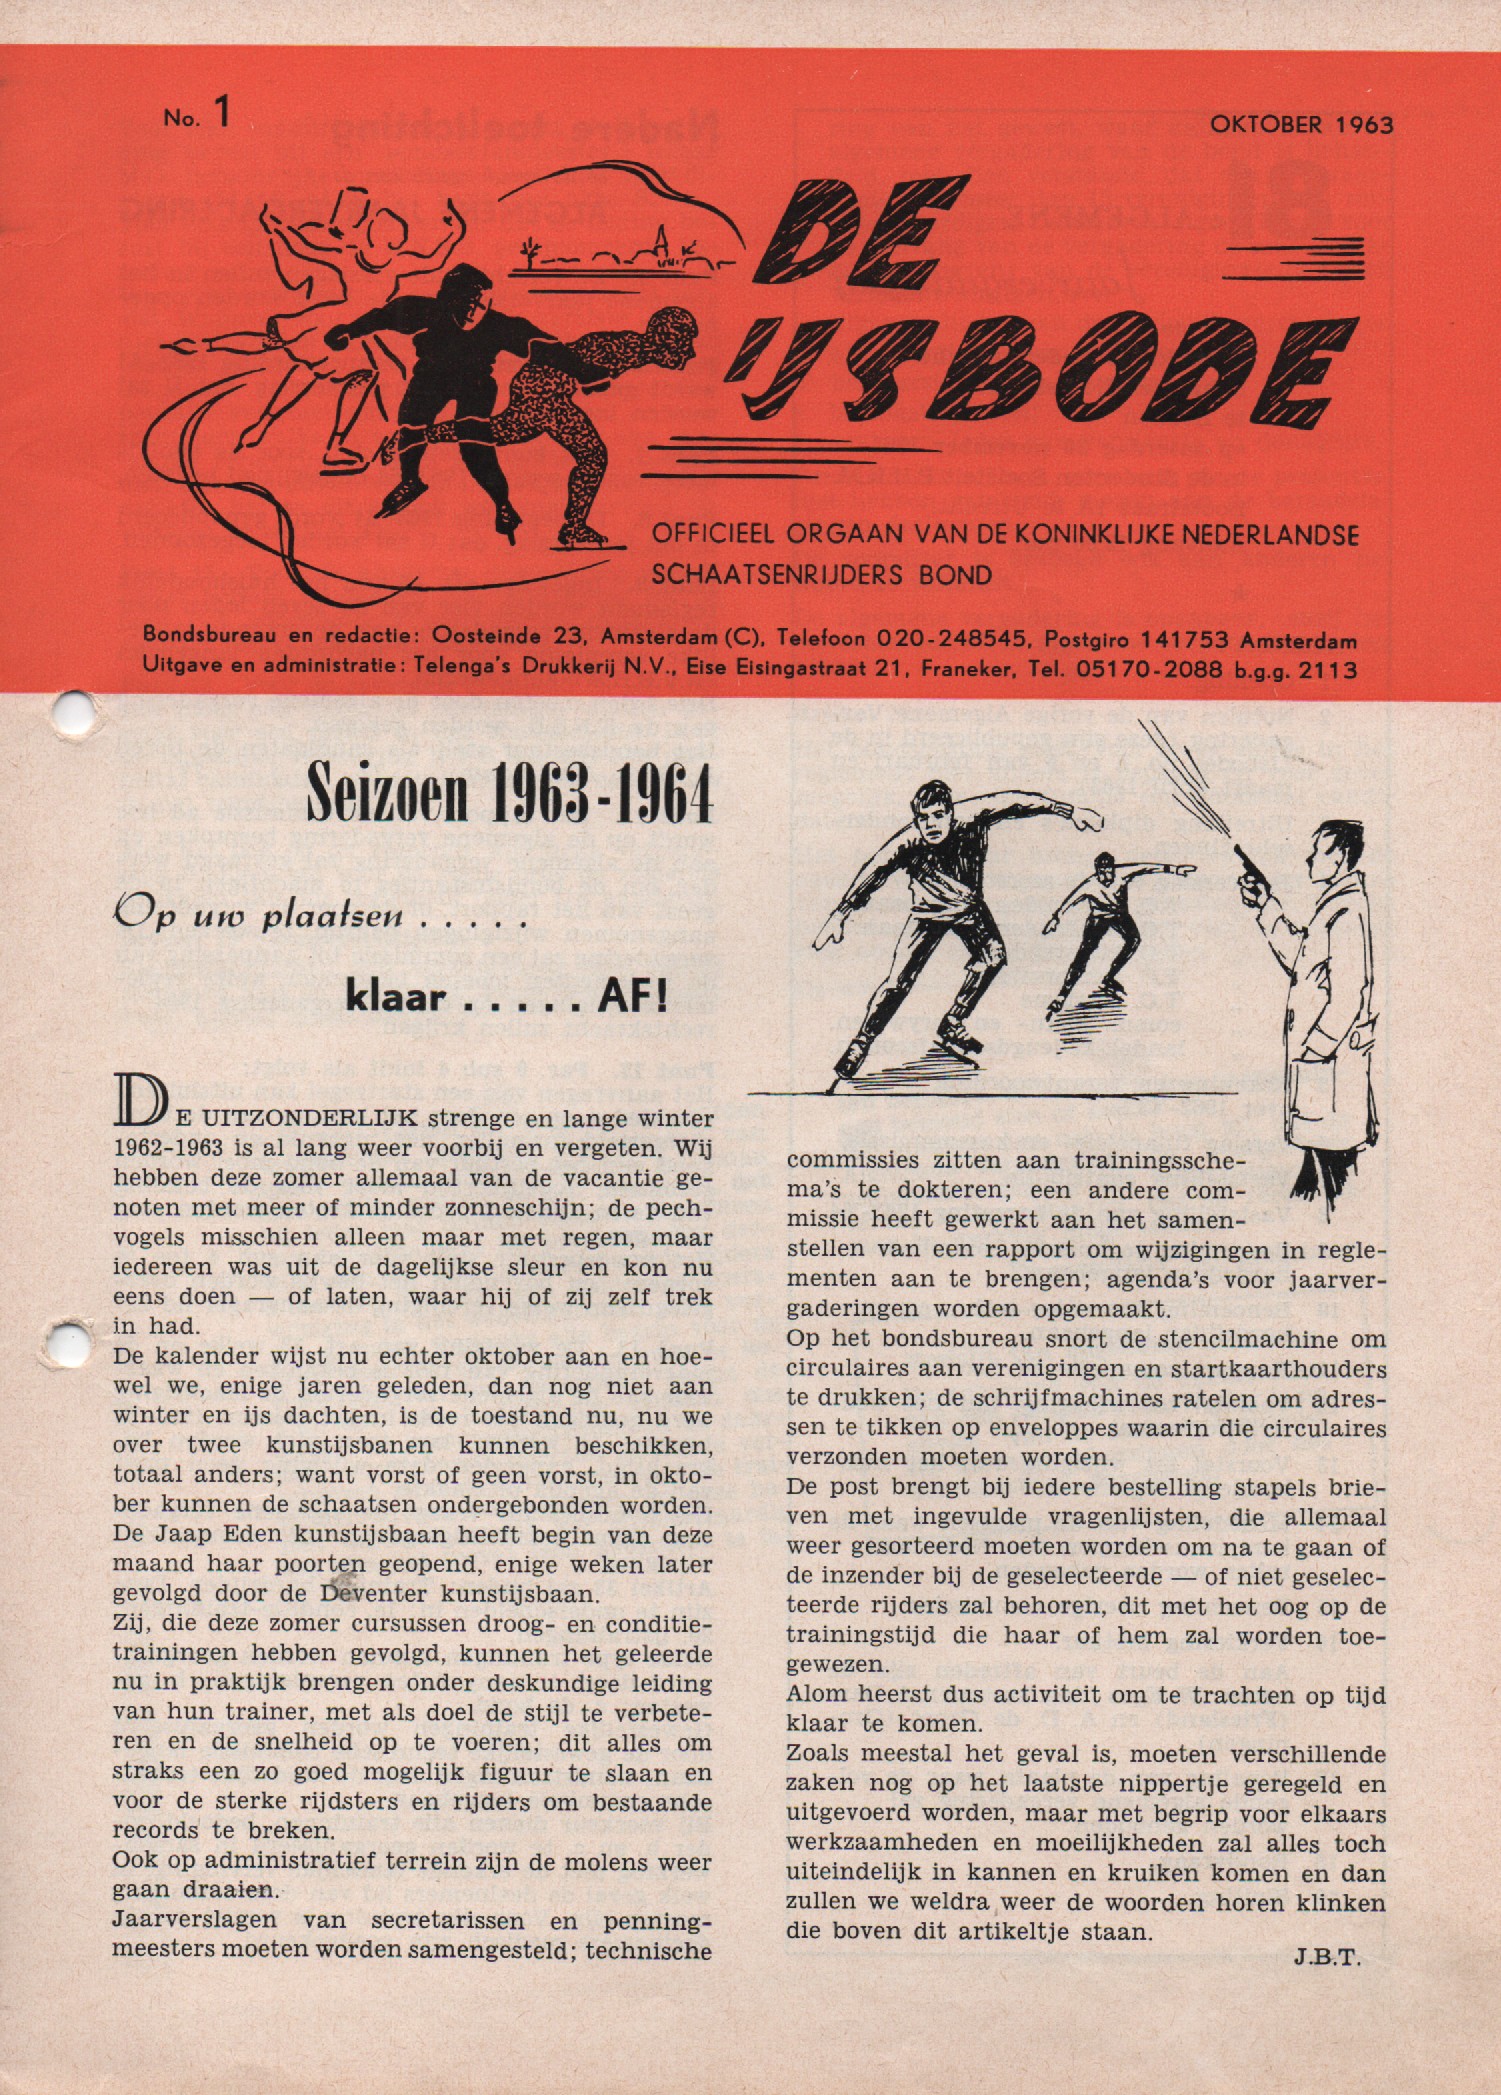 No. 1
OKTOBER 1963
DE
IJSBODE
OFFICIEEL ORGAAN VAN DE KONINKLIJKE NEDERLANDSE
SCHAATSENRIJDERS BOND
Bondsbureau en redactie: Oosteinde 23, Amsterdam (C), Telefoon 020-248545, Postgiro 141753 Amsterdam
Uitgave en administratie: Telenga's Drukkerij N.V., Eise Eisingastraat 21, Franeker, Tel. 05170-2088 b.g.g. 2113
Seizoen 1963-1964
Op uw plaatsen . . . . .
klaar . . . . . AF!
DE UITZONDERLIJK strenge en lange winter
1962-1963 is al lang weer voorbij en vergeten. Wij
hebben deze zomer allemaal van de vacantie ge-
noten met meer of minder zonneschijn; de pech-
vogels misschien alleen maar met regen, maar
iedereen was uit de dagelijkse sleur en kon nu
eens doen — of laten, waar hij of zij zelf trek
in had.
De kalender wijst nu echter oktober aan en hoe-
wel we, enige jaren geleden, dan nog niet aan
winter en ijs dachten, is de toestand nu, nu we
over twee kunstijsbanen kunnen beschikken,
totaal anders; want vorst of geen vorst, in okto-
ber kunnen de schaatsen ondergebonden worden.
De Jaap Eden kunstijsbaan heeft begin van deze
maand haar poorten geopend, enige weken later
gevolgd door de Deventer kunstijsbaan.
Zij, die deze zomer cursussen droog- en conditie-
trainingen hebben gevolgd, kunnen het geleerde
nu in praktijk brengen onder deskundige leiding
van hun trainer, met als doel de stijl te verbete-
ren en de snelheid op te voeren; dit alles om
straks een zo goed mogelijk figuur te slaan en
voor de sterke rijdsters en rijders om bestaande
records te breken.
Ook op administratief terrein zijn de molens weer
gaan draaien.
Jaarverslagen van secretarissen en penning-
meesters moeten worden samengesteld; technische
commissies zitten aan trainingssche-
ma's te dokteren; een andere com-
missie heeft gewerkt aan het samen-
stellen van een rapport om wijzigingen in regle-
menten aan te brengen; agenda's voor jaarver-
gaderingen worden opgemaakt.
Op het bondsbureau snort de stencilmachine om
circulaires aan verenigingen en startkaarthouders
te drukken; de schrijfmachines ratelen om adres-
sen te tikken op enveloppes waarin die circulaires
verzonden moeten worden.
De post brengt bij iedere bestelling stapels brie-
ven met ingevulde vragenlijsten, die allemaal
weer gesorteerd moeten worden om na te gaan of
de inzender bij de geselecteerde — of niet geselec-
teerde rijders zal behoren, dit met het oog op de
trainingstijd die haar of hem zal worden toe-
gewezen.
Alom heerst dus activiteit om te trachten op tijd
klaar te komen.
Zoals meestal het geval is, moeten verschillende
zaken nog op het laatste nippertje geregeld en
uitgevoerd worden, maar met begrip voor elkaars
werkzaamheden en moeilijkheden zal alles toch
uiteindelijk in kannen en kruiken komen en dan
zullen we weldra weer de woorden horen klinken
die boven dit artikeltje staan.
J.B.T.